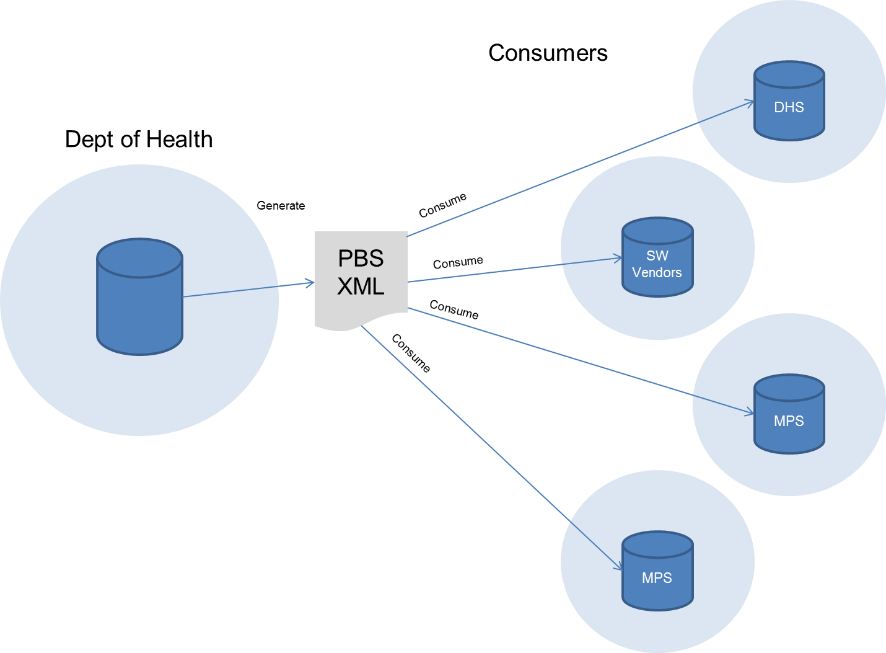 Consumers
DHS
Dept of Health
Generate
Consume
PBS
XML
Consume
SW
Vendors
Consume
Consume
MPS
MPS